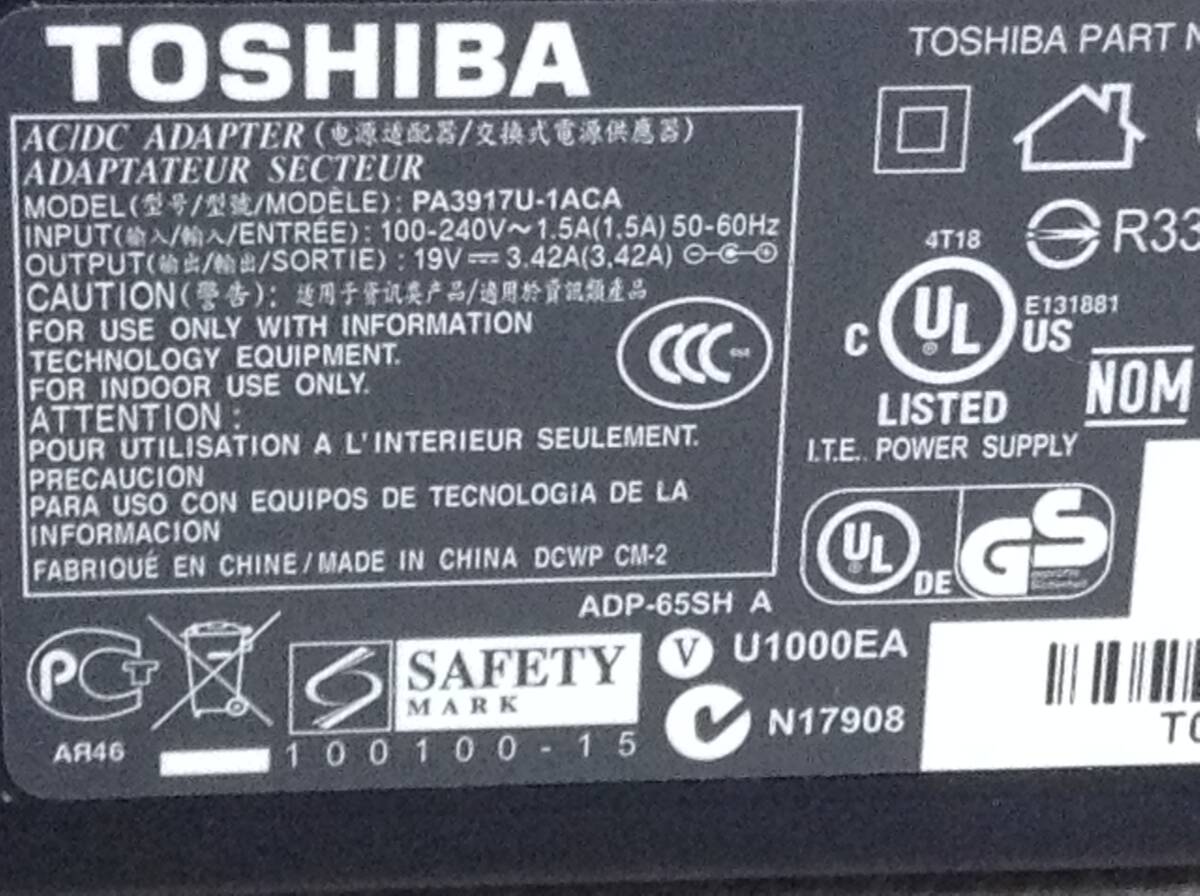 TOSHIBA
TOSHIBA PART
AC/DC ADAPTER (电源适配器/交換式電源供應器)
ADAPTATEUR SECTEUR
MODEL(型号/型號/MODÈLE): PA3917U-1ACA
INPUT(输入/輸入/ENTRÉE): 100-240V~1.5A(1.5A) 50-60Hz
OUTPUT(输出/輸出/SORTIE) : 19V⎓3.42A(3.42A)
CAUTION(警告): 适用于资讯类产品/適用於資訊類產品
FOR USE ONLY WITH INFORMATION
TECHNOLOGY EQUIPMENT.
FOR INDOOR USE ONLY.
ATTENTION :
POUR UTILISATION A L'INTERIEUR SEULEMENT.
PRECAUCION
PARA USO CON EQUIPOS DE TECNOLOGIA DE LA
INFORMACION
FABRIQUÉ EN CHINE/MADE IN CHINA DCWP CM-2
CCC
R33
4T18
C UL US
E131881
LISTED
I.T.E. POWER SUPPLY
NOM
UL DE GS
ADP-65SH A
PCT
AЯ46
SAFETY
MARK
100100-15
V U1000EA
N17908